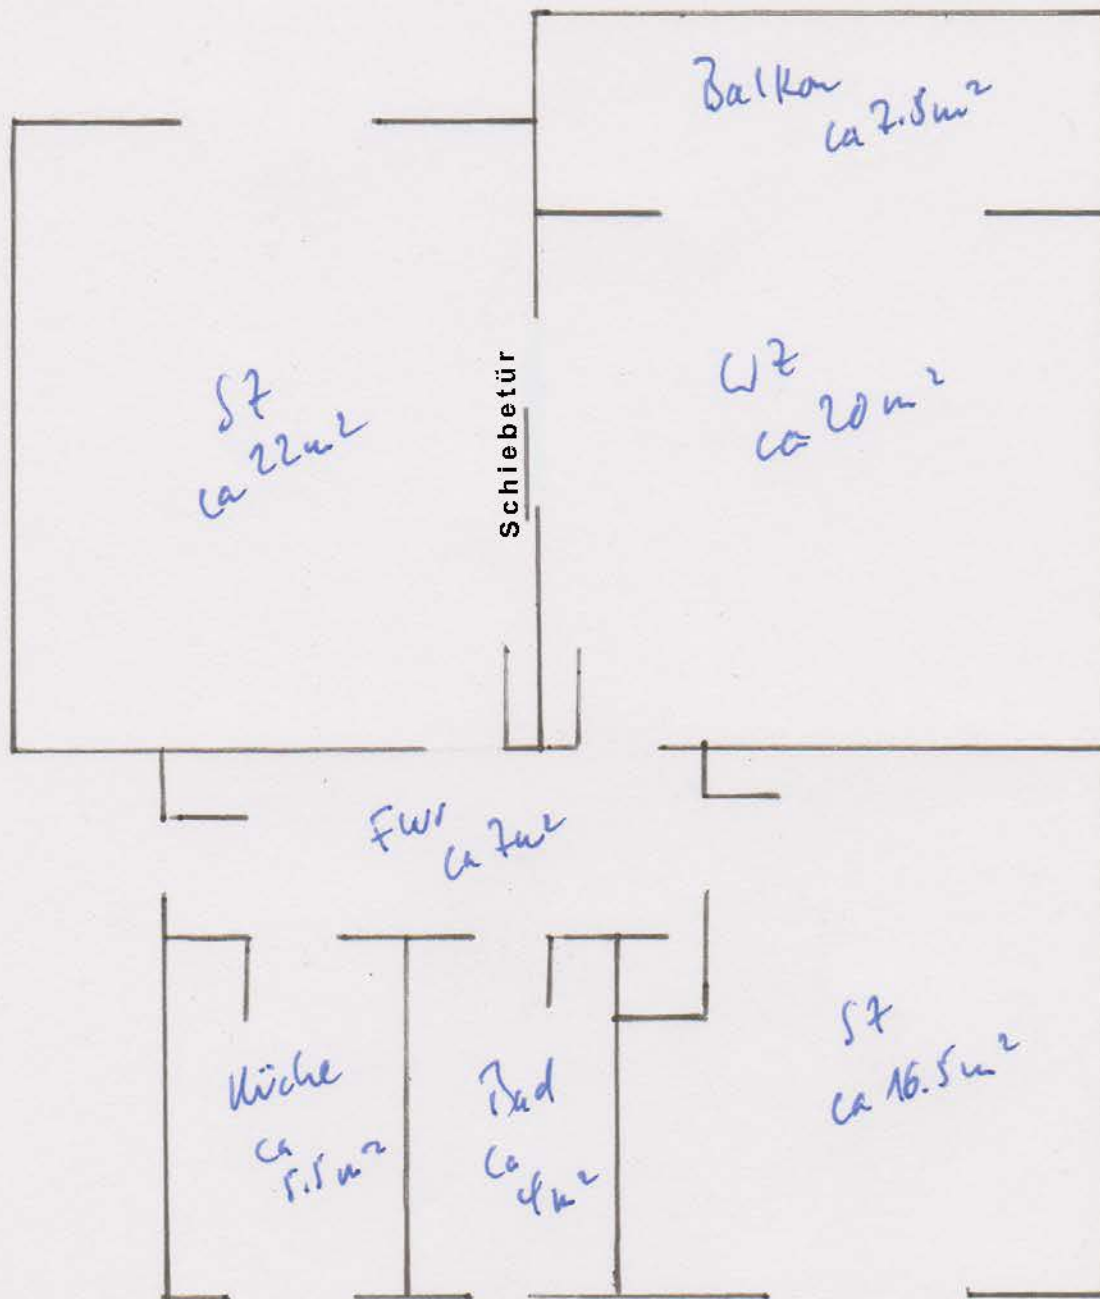 Balkon
ca 7.5m²
SZ
ca 22m²
Schiebetür
WZ
ca 20m²
Flur
ca 7m²
Küche
ca
5.5m²
Bad
ca
4m²
SZ
ca 16.5m²